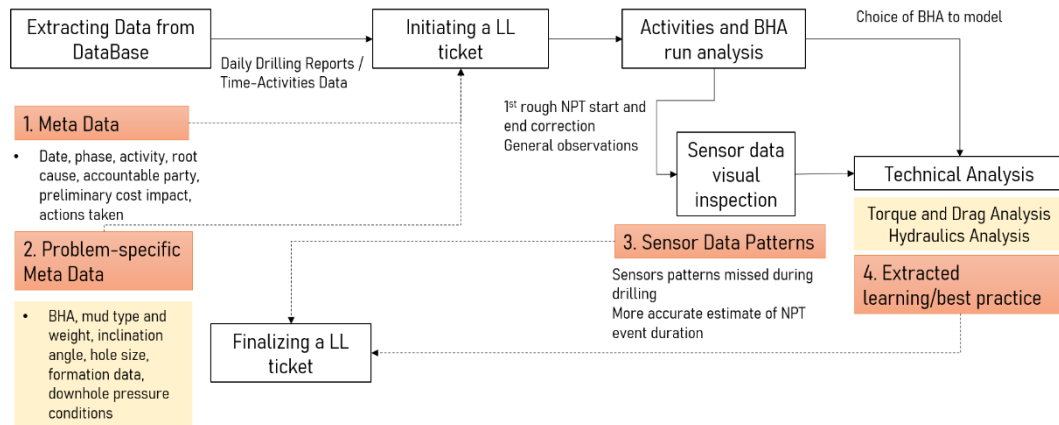 Extracting Data from
DataBase
Daily Drilling Reports /
Time-Activities Data
Initiating a LL
ticket
Activities and BHA
run analysis
Choice of BHA to model
1. Meta Data
• Date, phase, activity, root
cause, accountable party,
preliminary cost impact,
actions taken
1st rough NPT start and
end correction
General observations
Sensor data
visual
inspection
Technical Analysis
Torque and Drag Analysis
Hydraulics Analysis
2. Problem-specific
Meta Data
• BHA, mud type and
weight, inclination
angle, hole size,
formation data,
downhole pressure
conditions
3. Sensor Data Patterns
Sensors patterns missed during
drilling
More accurate estimate of NPT
event duration
4. Extracted
learning/best practice
Finalizing a LL
ticket